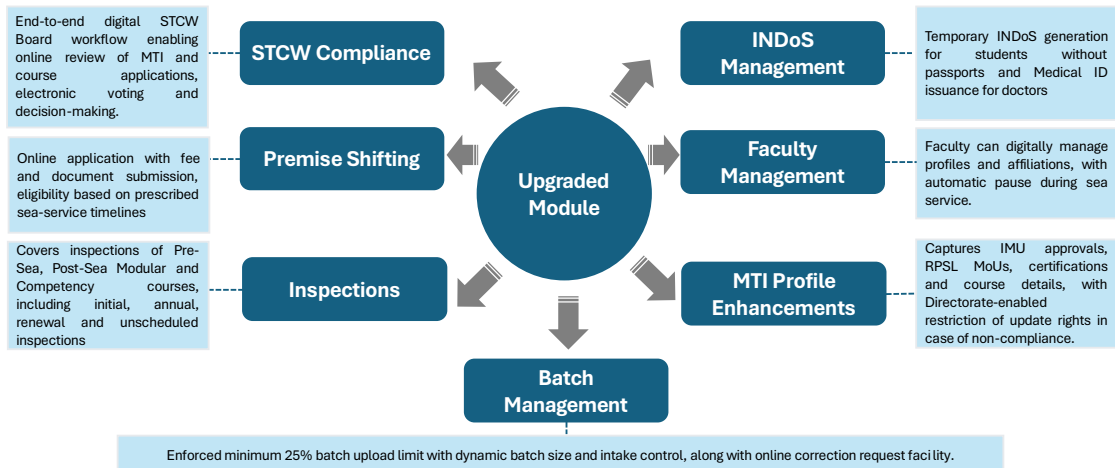 End-to-end digital STCW
Board workflow enabling
online review of MTI and
course applications,
electronic voting and
decision-making.
STCW Compliance
Online application with fee
and document submission,
eligibility based on prescribed
sea-service timelines
Premise Shifting
Covers inspections of Pre-
Sea, Post-Sea Modular and
Competency courses,
including initial, annual,
renewal and unscheduled
inspections
Inspections
Upgraded
Module
INDoS
Management
Temporary INDoS generation
for students without
passports and Medical ID
issuance for doctors
Faculty
Management
Faculty can digitally manage
profiles and affiliations, with
automatic pause during sea
service.
MTI Profile
Enhancements
Captures IMU approvals,
RPSL MoUs, certifications
and course details, with
Directorate-enabled
restriction of update rights in
case of non-compliance.
Batch
Management
Enforced minimum 25% batch upload limit with dynamic batch size and intake control, along with online correction request facility.